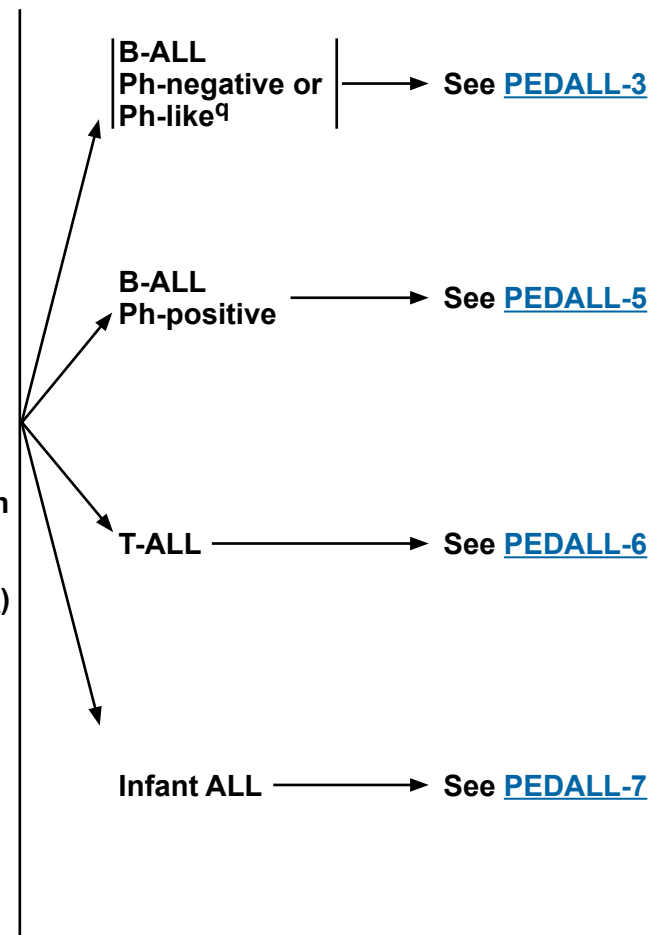 B-ALL
Ph-negative or
Ph-likeq
See PEDALL-3
B-ALL
Ph-positive
See PEDALL-5
n
T-ALL
See PEDALL-6
)
Infant ALL
See PEDALL-7